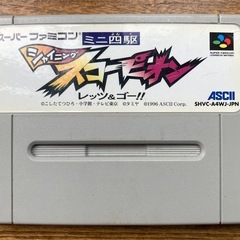 スーパーファミコン
ミニ四駆
シャイニング
スコーピオン
レッツ&ゴー!!
©こしたてつひろ・小学館・テレビ東京 ©タミヤ ©1996 ASCII Corp.
ASCII
SHVC-A4WJ-JPN